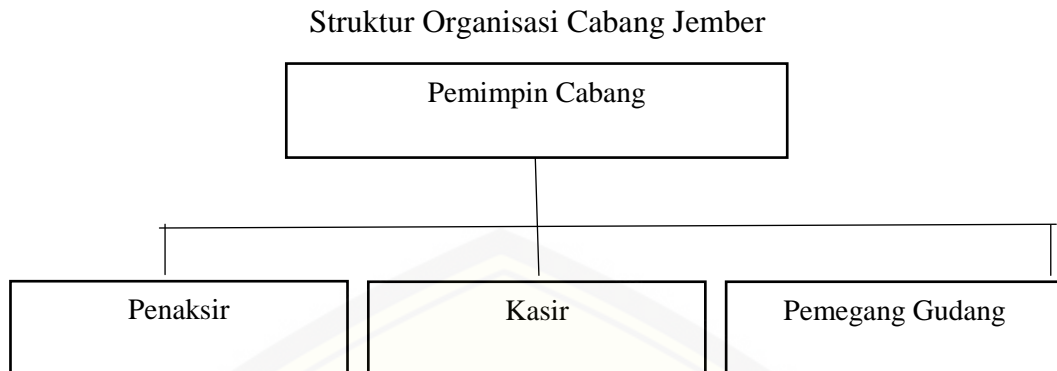 Struktur Organisasi Cabang Jember
Pemimpin Cabang
Penaksir
Kasir
Pemegang Gudang